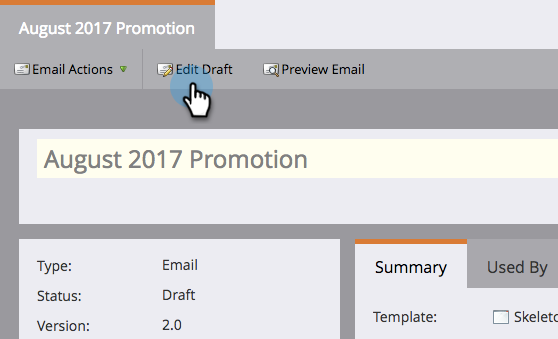 August 2017 Promotion
Email Actions Edit Draft Preview Email
August 2017 Promotion
Type: Email
Status: Draft
Version: 2.0
Summary Used By
Template: